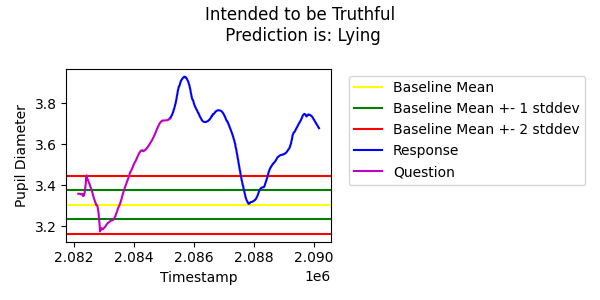 Intended to be Truthful
Prediction is: Lying
Pupil Diameter
3.8
3.6
3.4
3.2
2.082
2.084
2.086
2.088
2.090
1e6
Timestamp
Baseline Mean
Baseline Mean +- 1 stddev
Baseline Mean +- 2 stddev
Response
Question